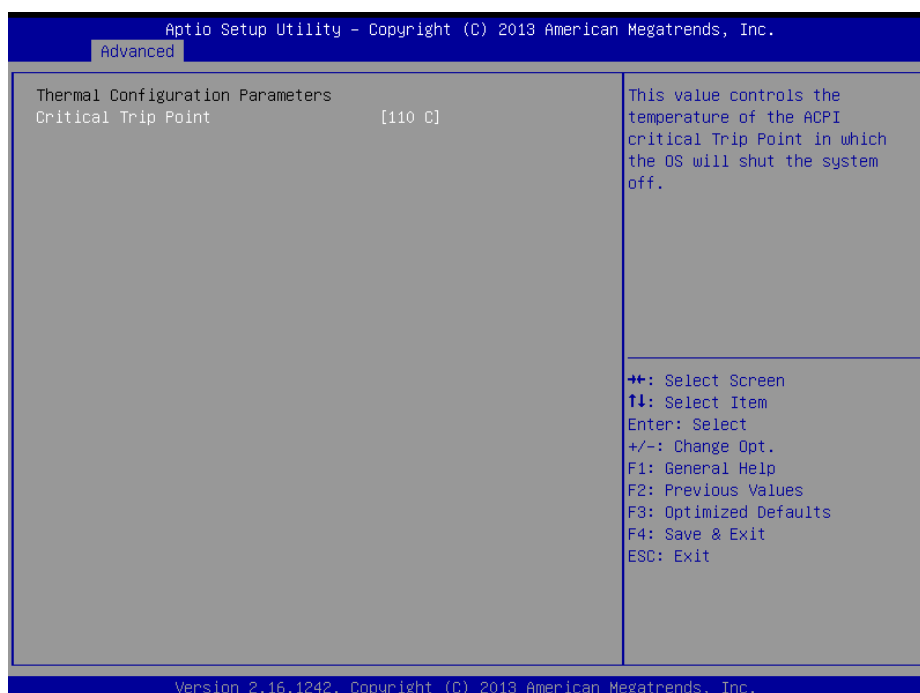 Aptio Setup Utility – Copyright (C) 2013 American Megatrends, Inc.
Advanced
Thermal Configuration Parameters
Critical Trip Point [110 C]
This value controls the
temperature of the ACPI
critical Trip Point in which
the OS will shut the system
off.
→←: Select Screen
↑↓: Select Item
Enter: Select
+/-: Change Opt.
F1: General Help
F2: Previous Values
F3: Optimized Defaults
F4: Save & Exit
ESC: Exit
Version 2.16.1242. Copyright (C) 2013 American Megatrends, Inc.